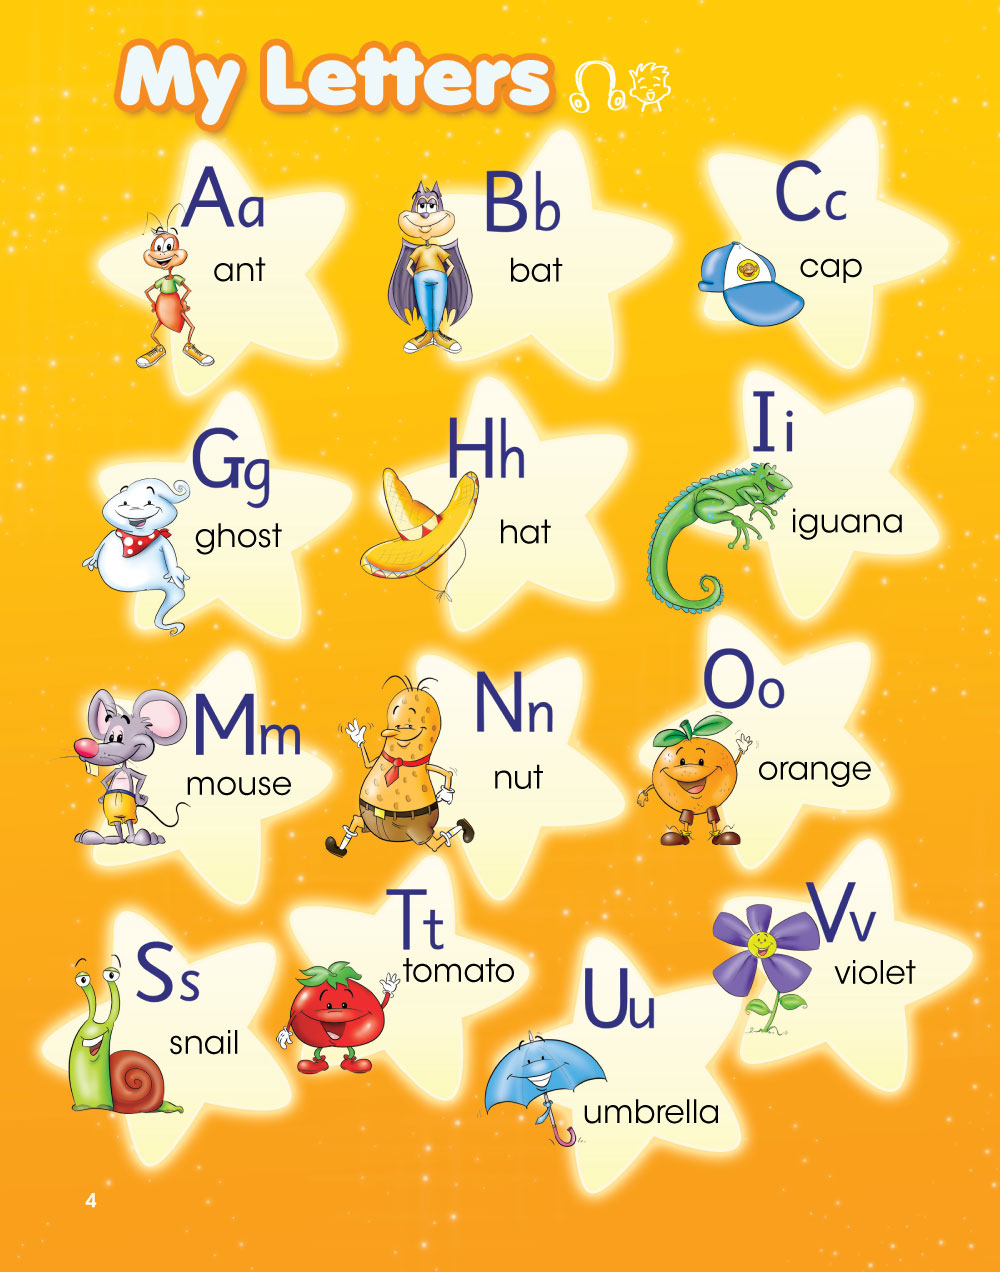 My Letters
Aa
ant
Bb
bat
Cc
cap
Gg
ghost
Hh
hat
Ii
iguana
Mm
mouse
Nn
nut
Oo
orange
Ss
snail
Tt
tomato
Uu
umbrella
Vv
violet
4